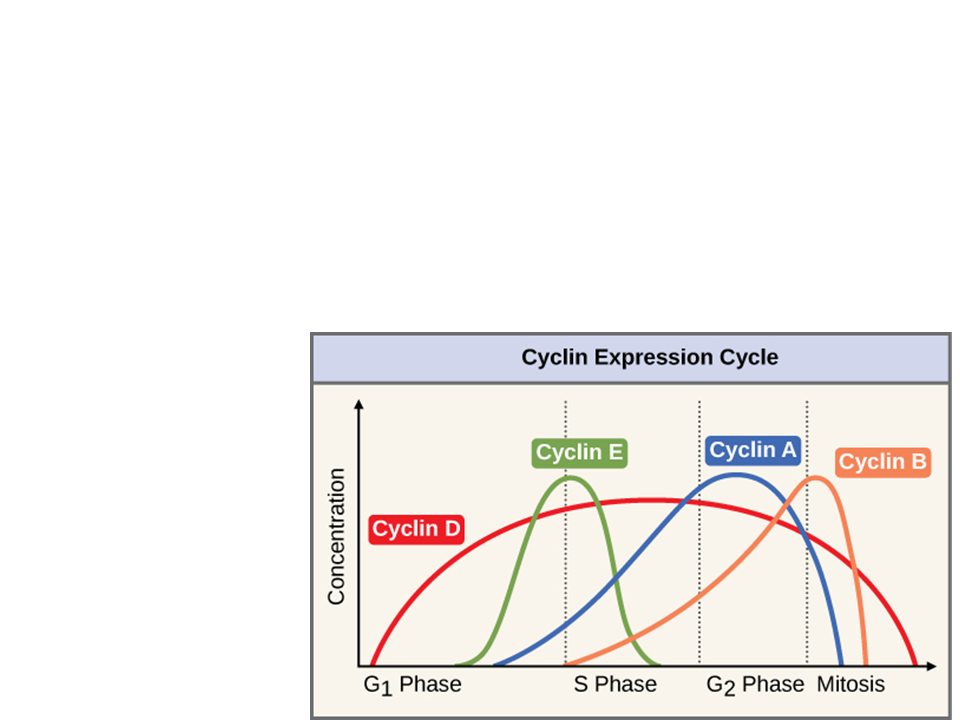 Cyclin Expression Cycle
Cyclin E
Cyclin A
Cyclin B
Cyclin D
Concentration
G1 Phase
S Phase
G2 Phase
Mitosis